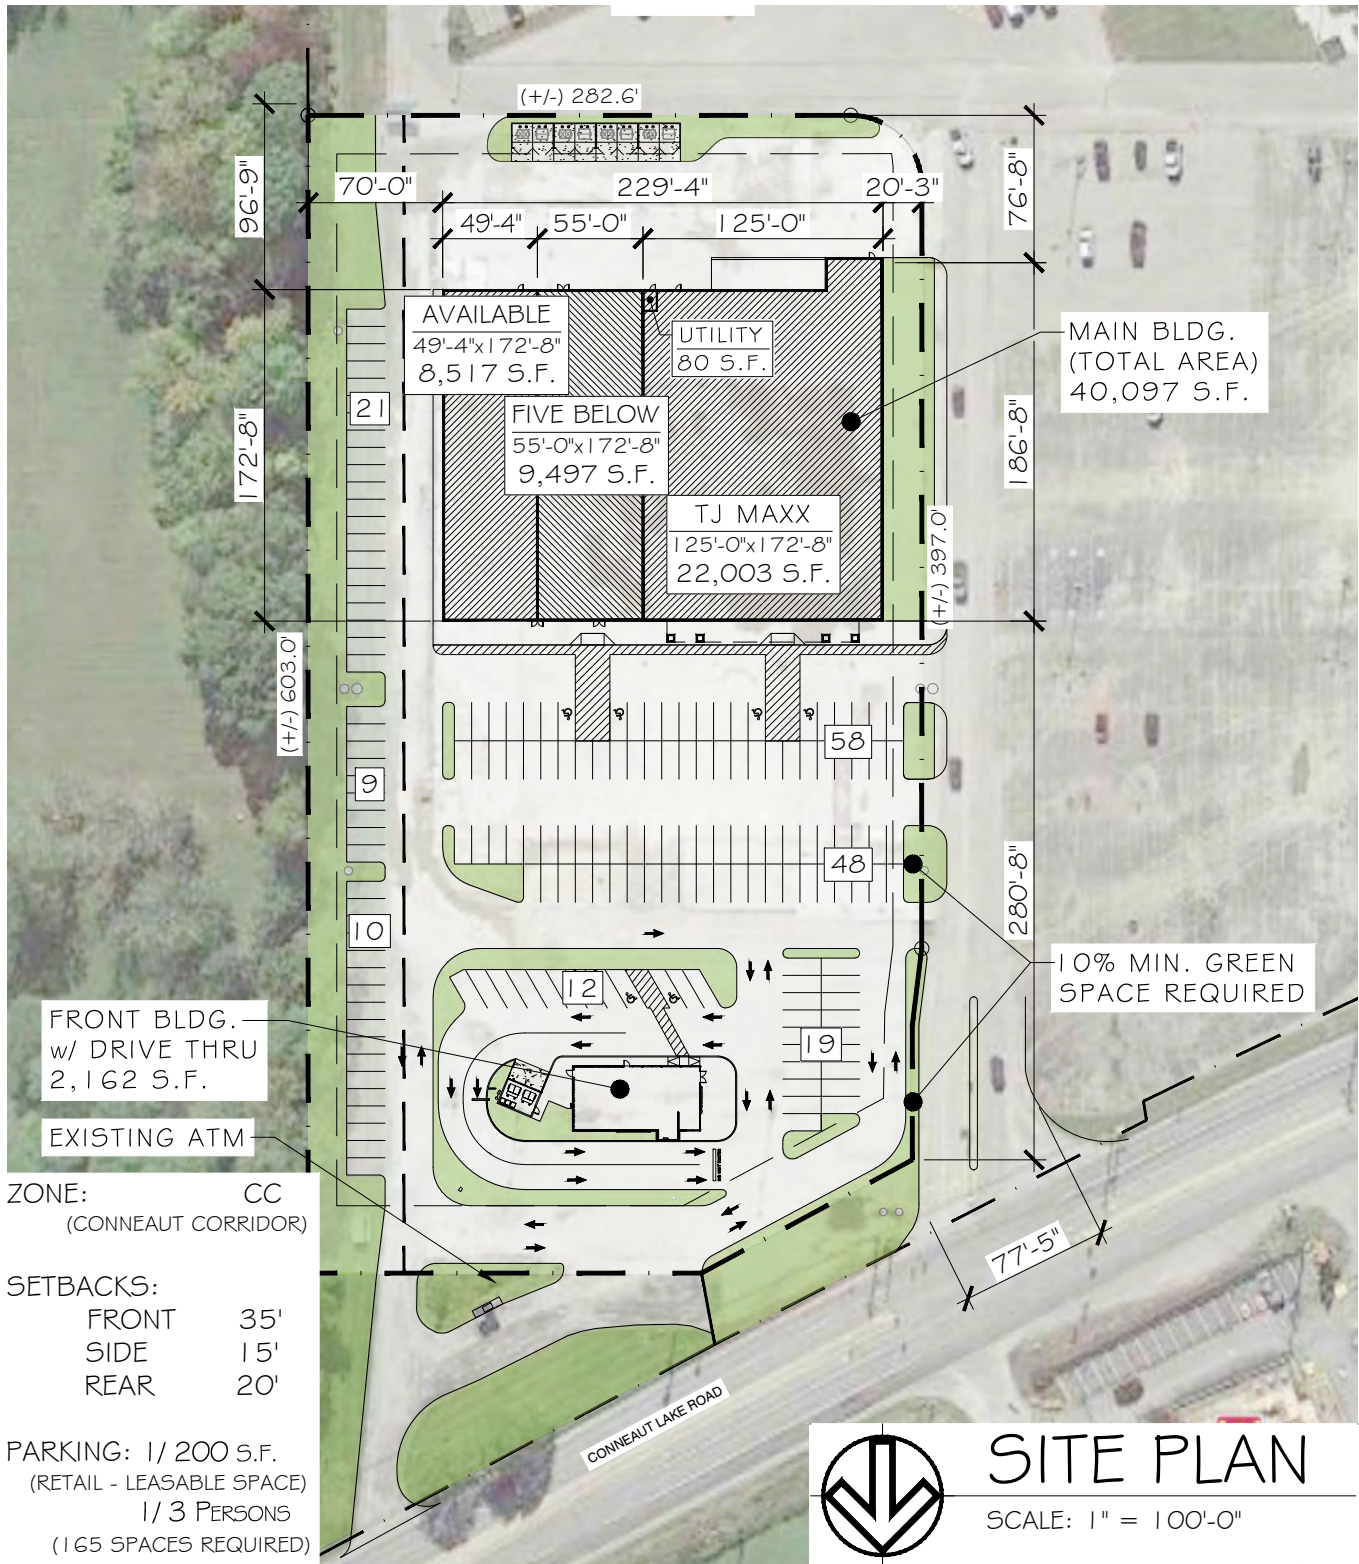 (+/-) 282.6'
96'-9"
70'-0"
229'-4"
20'-3"
76'-8"
49'-4"
55'-0"
125'-0"
AVAILABLE
49'-4"x172'-8"
8,517 S.F.
UTILITY
80 S.F.
MAIN BLDG.
(TOTAL AREA)
40,097 S.F.
172'-8"
21
FIVE BELOW
55'-0"x172'-8"
9,497 S.F.
186'-8"
TJ MAXX
125'-0"x172'-8"
22,003 S.F.
(+/-) 397.0'
(+/-) 603.0'
58
9
48
280'-8"
10
12
10% MIN. GREEN
SPACE REQUIRED
FRONT BLDG.
w/ DRIVE THRU
2,162 S.F.
19
EXISTING ATM
77'-5"
ZONE: CC
(CONNEAUT CORRIDOR)
SETBACKS:
FRONT 35'
SIDE 15'
REAR 20'
PARKING: 1/ 200 S.F.
(RETAIL - LEASABLE SPACE)
1/ 3 PERSONS
(165 SPACES REQUIRED)
CONNEAUT LAKE ROAD
SITE PLAN
SCALE: 1" = 100'-0"